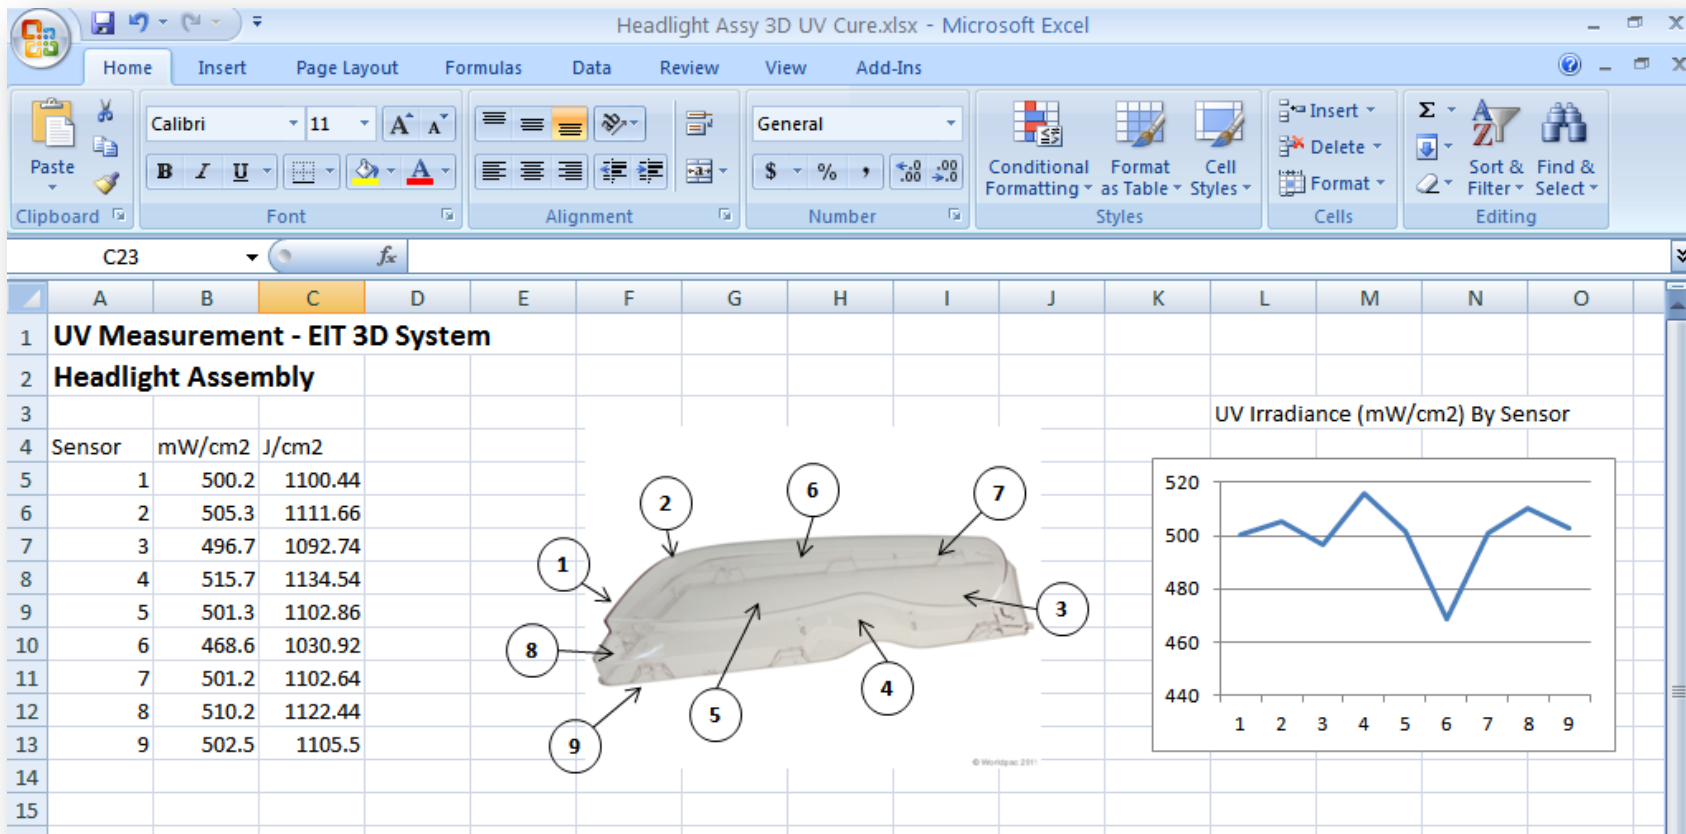 Headlight Assy 3D UV Cure.xlsx - Microsoft Excel
Home Insert Page Layout Formulas Data Review View Add-Ins
Calibri 11 General
Paste
Conditional Formatting
Format as Table
Cell Styles
Insert
Delete
Format
Sort & Filter
Find & Select
Clipboard Font Alignment Number Styles Cells Editing
C23 fx
A B C D E F G H I J K L M N O
1 UV Measurement - EIT 3D System
2 Headlight Assembly
3 UV Irradiance (mW/cm2) By Sensor
4 Sensor mW/cm2 J/cm2
5 1 500.2 1100.44
6 2 505.3 1111.66
7 3 496.7 1092.74
8 4 515.7 1134.54
9 5 501.3 1102.86
10 6 468.6 1030.92
11 7 501.2 1102.64
12 8 510.2 1122.44
13 9 502.5 1105.5
14
15
2
6
7
1
3
8
4
5
9
© Worldpac 2011
520
500
480
460
440
1 2 3 4 5 6 7 8 9